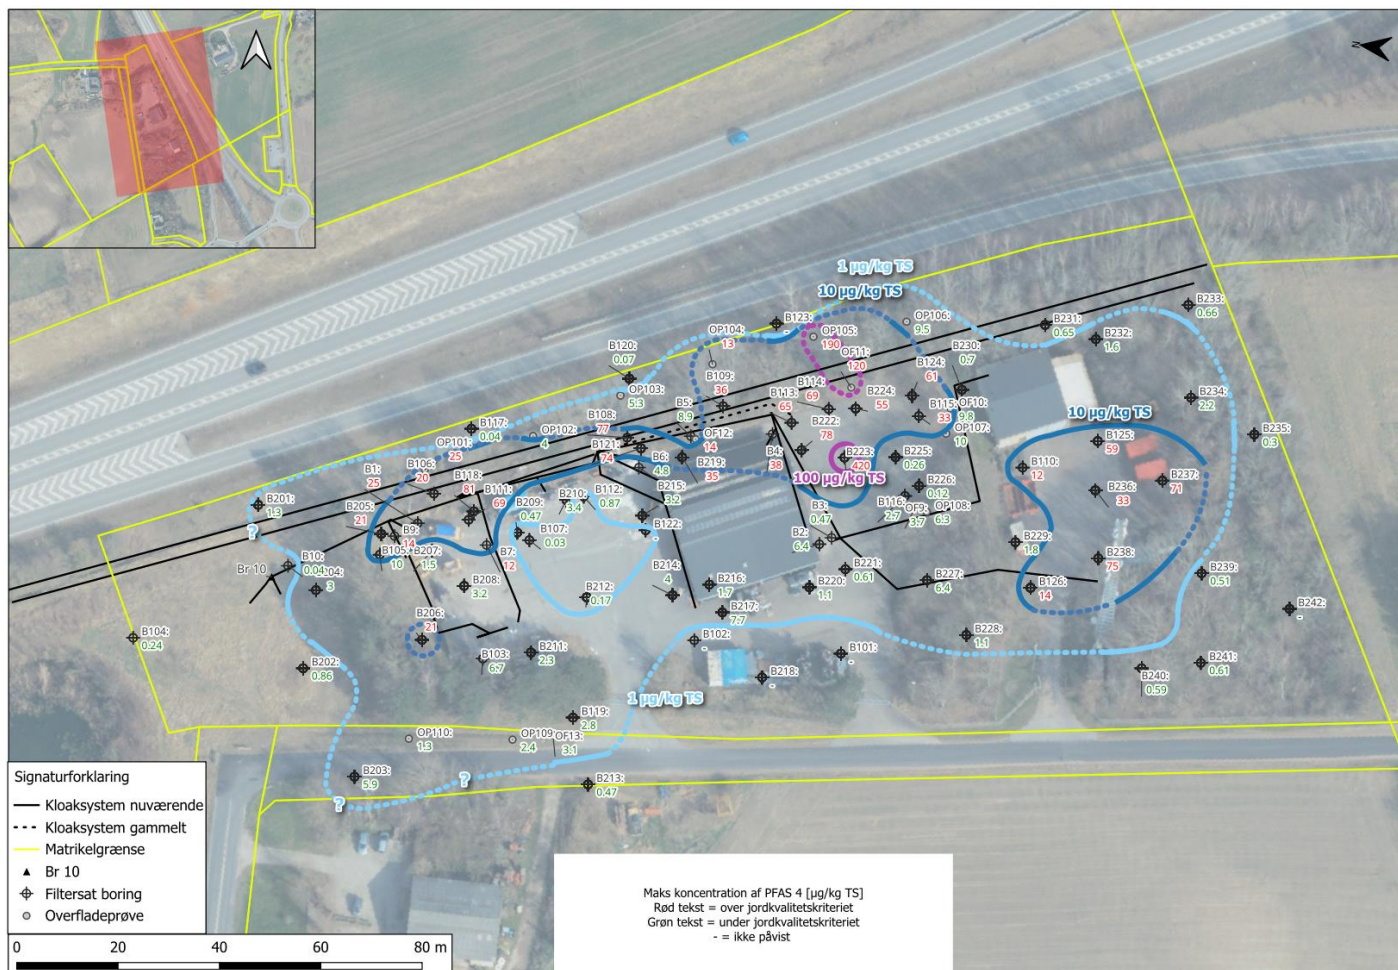 N
1 µg/kg TS
10 µg/kg TS
B233:
0.66
B123:
-
OP105:
190
OP106:
9.5
B231:
0.65
B232:
1.6
OP104:
13
OF11:
120
B230:
0.7
B120:
0.07
B124:
61
B109:
36
B114:
69
OP103:
5.3
B113:
65
B224:
55
OF10:
9.8
B115:
33
B234:
2.2
B5:
8.9
B108:
77
B117:
0.04
OP102:
4
OP101:
25
B222:
78
OP107:
10
10 µg/kg TS
B125:
59
B235:
0.3
OF12:
14
B121:
74
B6:
4.8
B219:
35
B4:
38
B223:
420
100 µg/kg TS
B225:
0.26
B110:
12
B1:
25
B106:
20
B118:
81
B111:
69
B226:
0.12
B236:
33
B237:
71
B201:
1.3
?
B205:
21
B209:
0.47
B210:
3.4
B112:
0.87
B215:
3.2
B116:
2.7
OF9:
3.7
OP108:
6.3
B3:
0.47
B2:
6.4
B9:
14
B105:
10
B207:
1.5
B107:
0.03
B122:
-
B229:
1.8
B7:
12
B10:
0.04
Br 10
3
B208:
3.2
B212:
0.17
B214:
4
B216:
1.7
B220:
1.1
B221:
0.61
B227:
6.4
B238:
75
B126:
14
B239:
0.51
B242:
-
B217:
7.7
B206:
21
B104:
0.24
B202:
0.86
B103:
6.7
B211:
2.3
B102:
-
B101:
-
B228:
1.1
B218:
-
B240:
0.59
B241:
0.61
1 µg/kg TS
B119:
2.8
OP110:
1.3
OP109:
2.4
OF13:
3.1
B203:
5.9
?
?
B213:
0.47
Signaturforklaring
Kloaksystem nuværende
Kloaksystem gammelt
Matrikelgrænse
Br 10
Filtersat boring
Overfladeprøve
0 20 40 60 80 m
Maks koncentration af PFAS 4 [µg/kg TS]
Rød tekst = over jordkvalitetskriteriet
Grøn tekst = under jordkvalitetskriteriet
- = ikke påvist